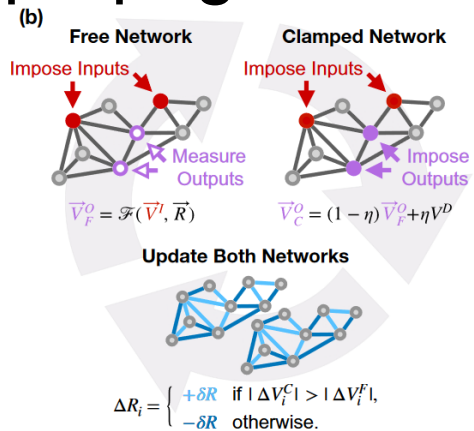 (b)
Free Network
Clamped Network
Impose Inputs
Impose Inputs
Measure
Outputs
Impose
Outputs
V⃗_F^O = ℱ(V⃗^I, R⃗)
V⃗_C^O = (1 − η) V⃗_F^O + ηV^D
Update Both Networks
ΔR_i = { +δR if | ΔV_i^C | > | ΔV_i^F |,
−δR otherwise.